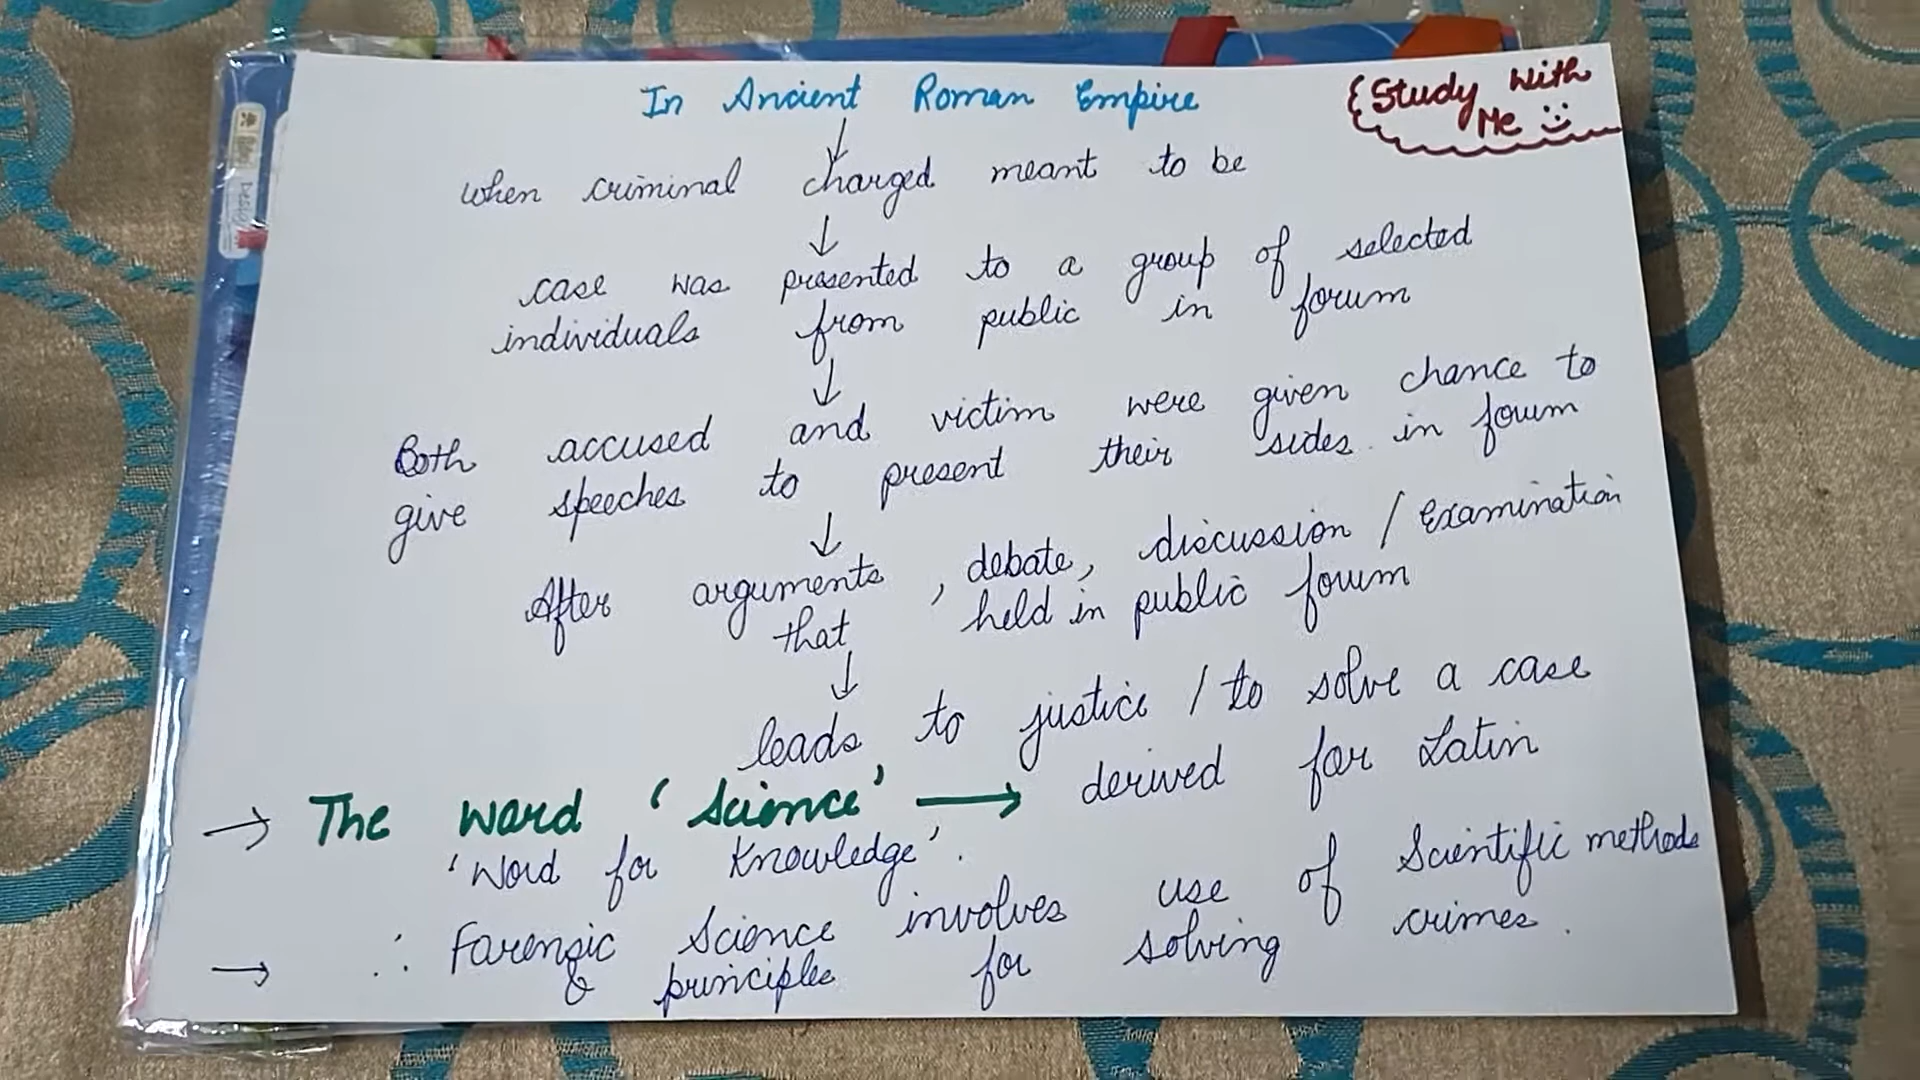 In Ancient Roman Empire
{Study With
Me
when criminal charged meant to be
↓
case was presented to a group of selected
individuals from public in forum
↓
Both accused and victim were given chance to
give speeches to present their sides in forum
↓
After arguments, debate, discussion / Examination
that held in public forum
↓
leads to justice / to solve a case
→ The word 'Science' → derived for Latin
'Word for Knowledge'.
→ ∴ Forensic Science involves use of Scientific methods
& principles for solving crimes.